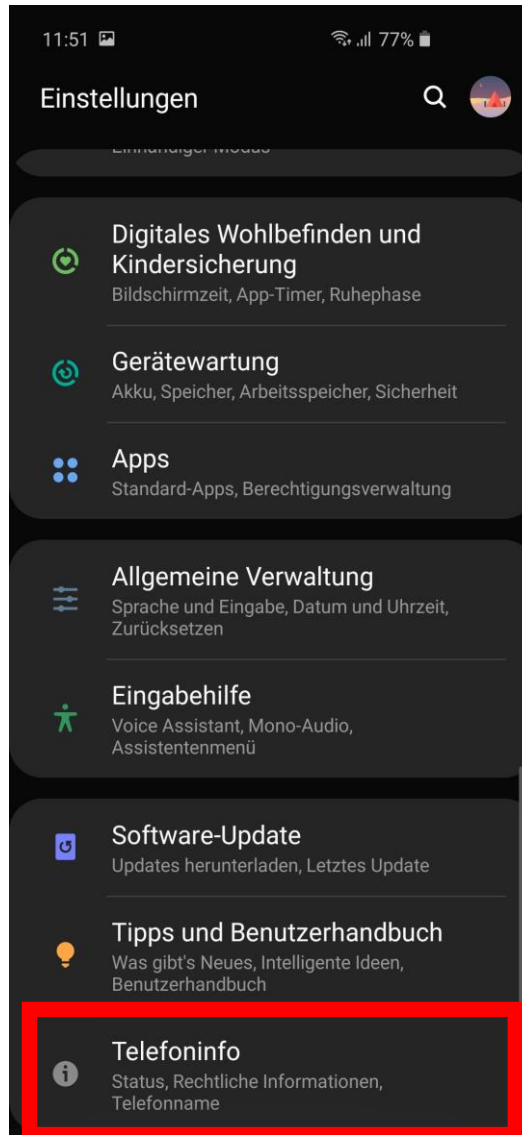 11:51 77%
Einstellungen
Einhändiger Modus
Digitales Wohlbefinden und
Kindersicherung
Bildschirmzeit, App-Timer, Ruhephase
Gerätewartung
Akku, Speicher, Arbeitsspeicher, Sicherheit
Apps
Standard-Apps, Berechtigungsverwaltung
Allgemeine Verwaltung
Sprache und Eingabe, Datum und Uhrzeit,
Zurücksetzen
Eingabehilfe
Voice Assistant, Mono-Audio,
Assistentenmenü
Software-Update
Updates herunterladen, Letztes Update
Tipps und Benutzerhandbuch
Was gibt's Neues, Intelligente Ideen,
Benutzerhandbuch
Telefoninfo
Status, Rechtliche Informationen,
Telefonname